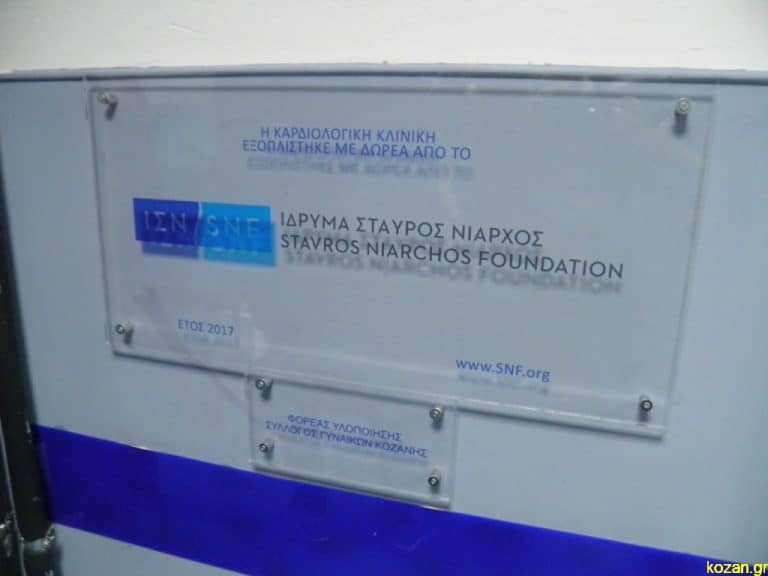 Η ΚΑΡΔΙΟΛΟΓΙΚΗ ΚΛΙΝΙΚΗ
ΕΞΟΠΛΙΣΤΗΚΕ ΜΕ ΔΩΡΕΑ ΑΠΟ ΤΟ
ΙΣΝ SNF
ΙΔΡΥΜΑ ΣΤΑΥΡΟΣ ΝΙΑΡΧΟΣ
STAVROS NIARCHOS FOUNDATION
ΕΤΟΣ 2017
www.SNF.org
ΦΟΡΕΑΣ ΥΛΟΠΟΙΗΣΗΣ
ΣΥΛΛΟΓΟΣ ΓΥΝΑΙΚΩΝ ΚΟΖΑΝΗΣ
kozan.gr